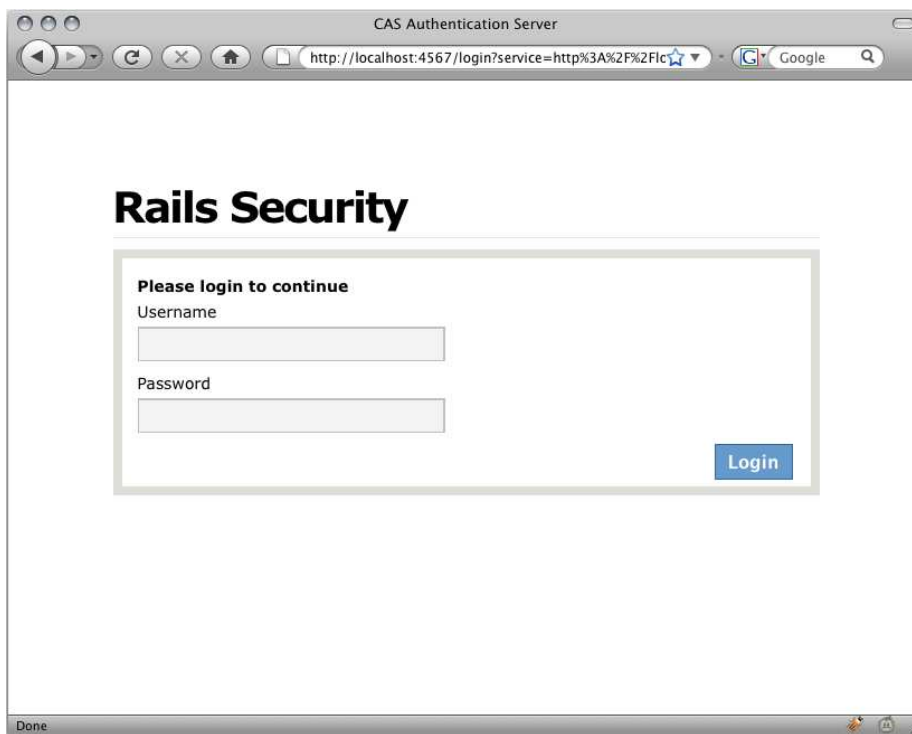 CAS Authentication Server
http://localhost:4567/login?service=http%3A%2F%2Flc
G
Google
Rails Security
Please login to continue
Username
Password
Login
Done